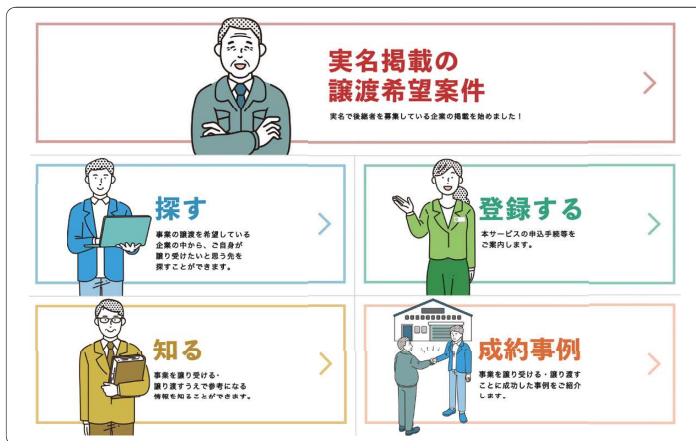 実名掲載の
譲渡希望案件
実名で後継者を募集している企業の掲載を始めました！
探す
事業の譲渡を希望している
企業の中から、ご自身が
譲り受けたいと思う先を
探すことができます。
登録する
本サービスの申込手続等を
ご案内します。
知る
事業を譲り受ける・
譲り渡すうえで参考になる
情報を知ることができます。
成約事例
事業を譲り受ける・譲り渡す
ことに成功した事例をご紹介
します。